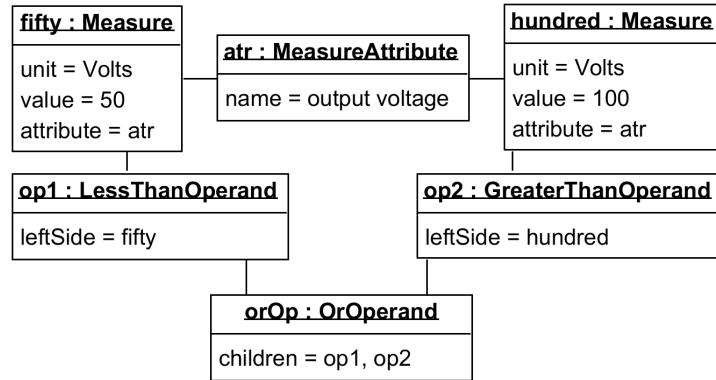 fifty : Measure
unit = Volts
value = 50
attribute = atr
atr : MeasureAttribute
name = output voltage
hundred : Measure
unit = Volts
value = 100
attribute = atr
op1 : LessThanOperand
leftSide = fifty
op2 : GreaterThanOperand
leftSide = hundred
orOp : OrOperand
children = op1, op2